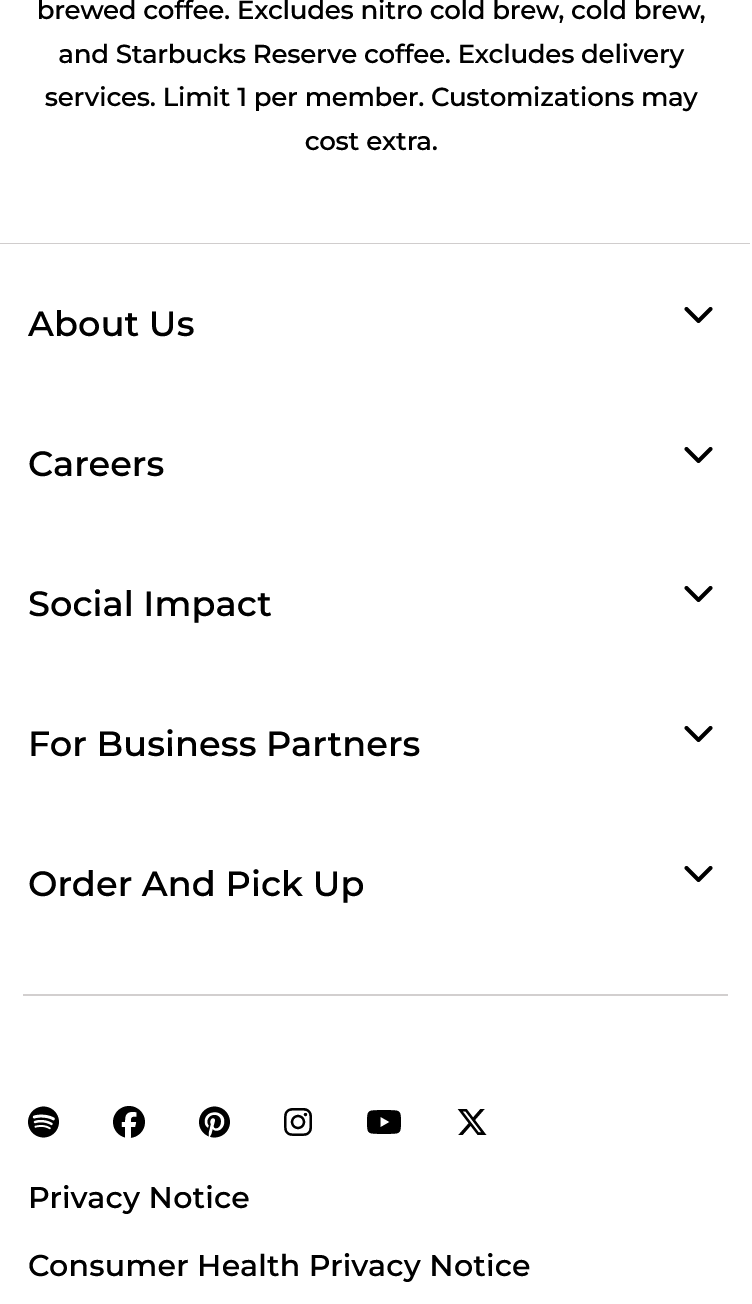 brewed coffee. Excludes nitro cold brew, cold brew,
and Starbucks Reserve coffee. Excludes delivery
services. Limit 1 per member. Customizations may
cost extra.
About Us
Careers
Social Impact
For Business Partners
Order And Pick Up
Privacy Notice
Consumer Health Privacy Notice